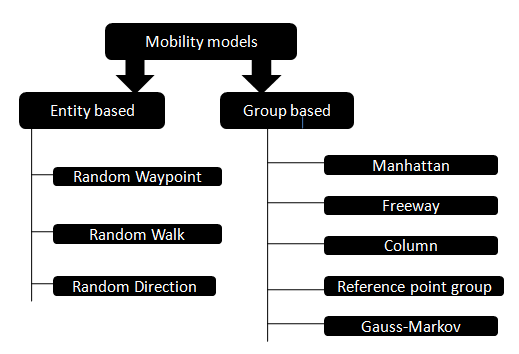 Mobility models
Entity based
Group based
Random Waypoint
Random Walk
Random Direction
Manhattan
Freeway
Column
Reference point group
Gauss-Markov